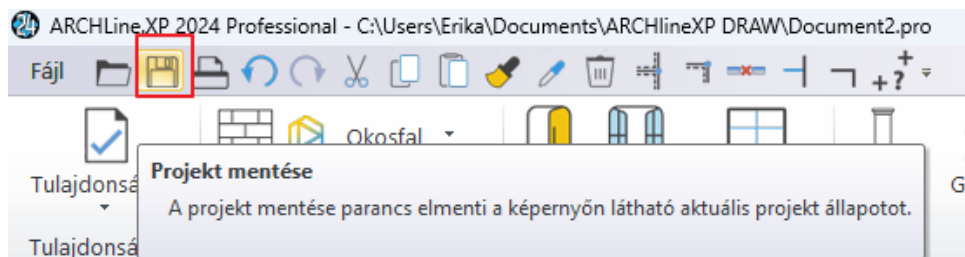 24 ARCHLine.XP 2024 Professional - C:\Users\Erika\Documents\ARCHlineXP DRAW\Document2.pro
Fájl
Okosfal
Tulajdonsá
Projekt mentése
A projekt mentése parancs elmenti a képernyőn látható aktuális projekt állapotot.
G
Tulajdonsá